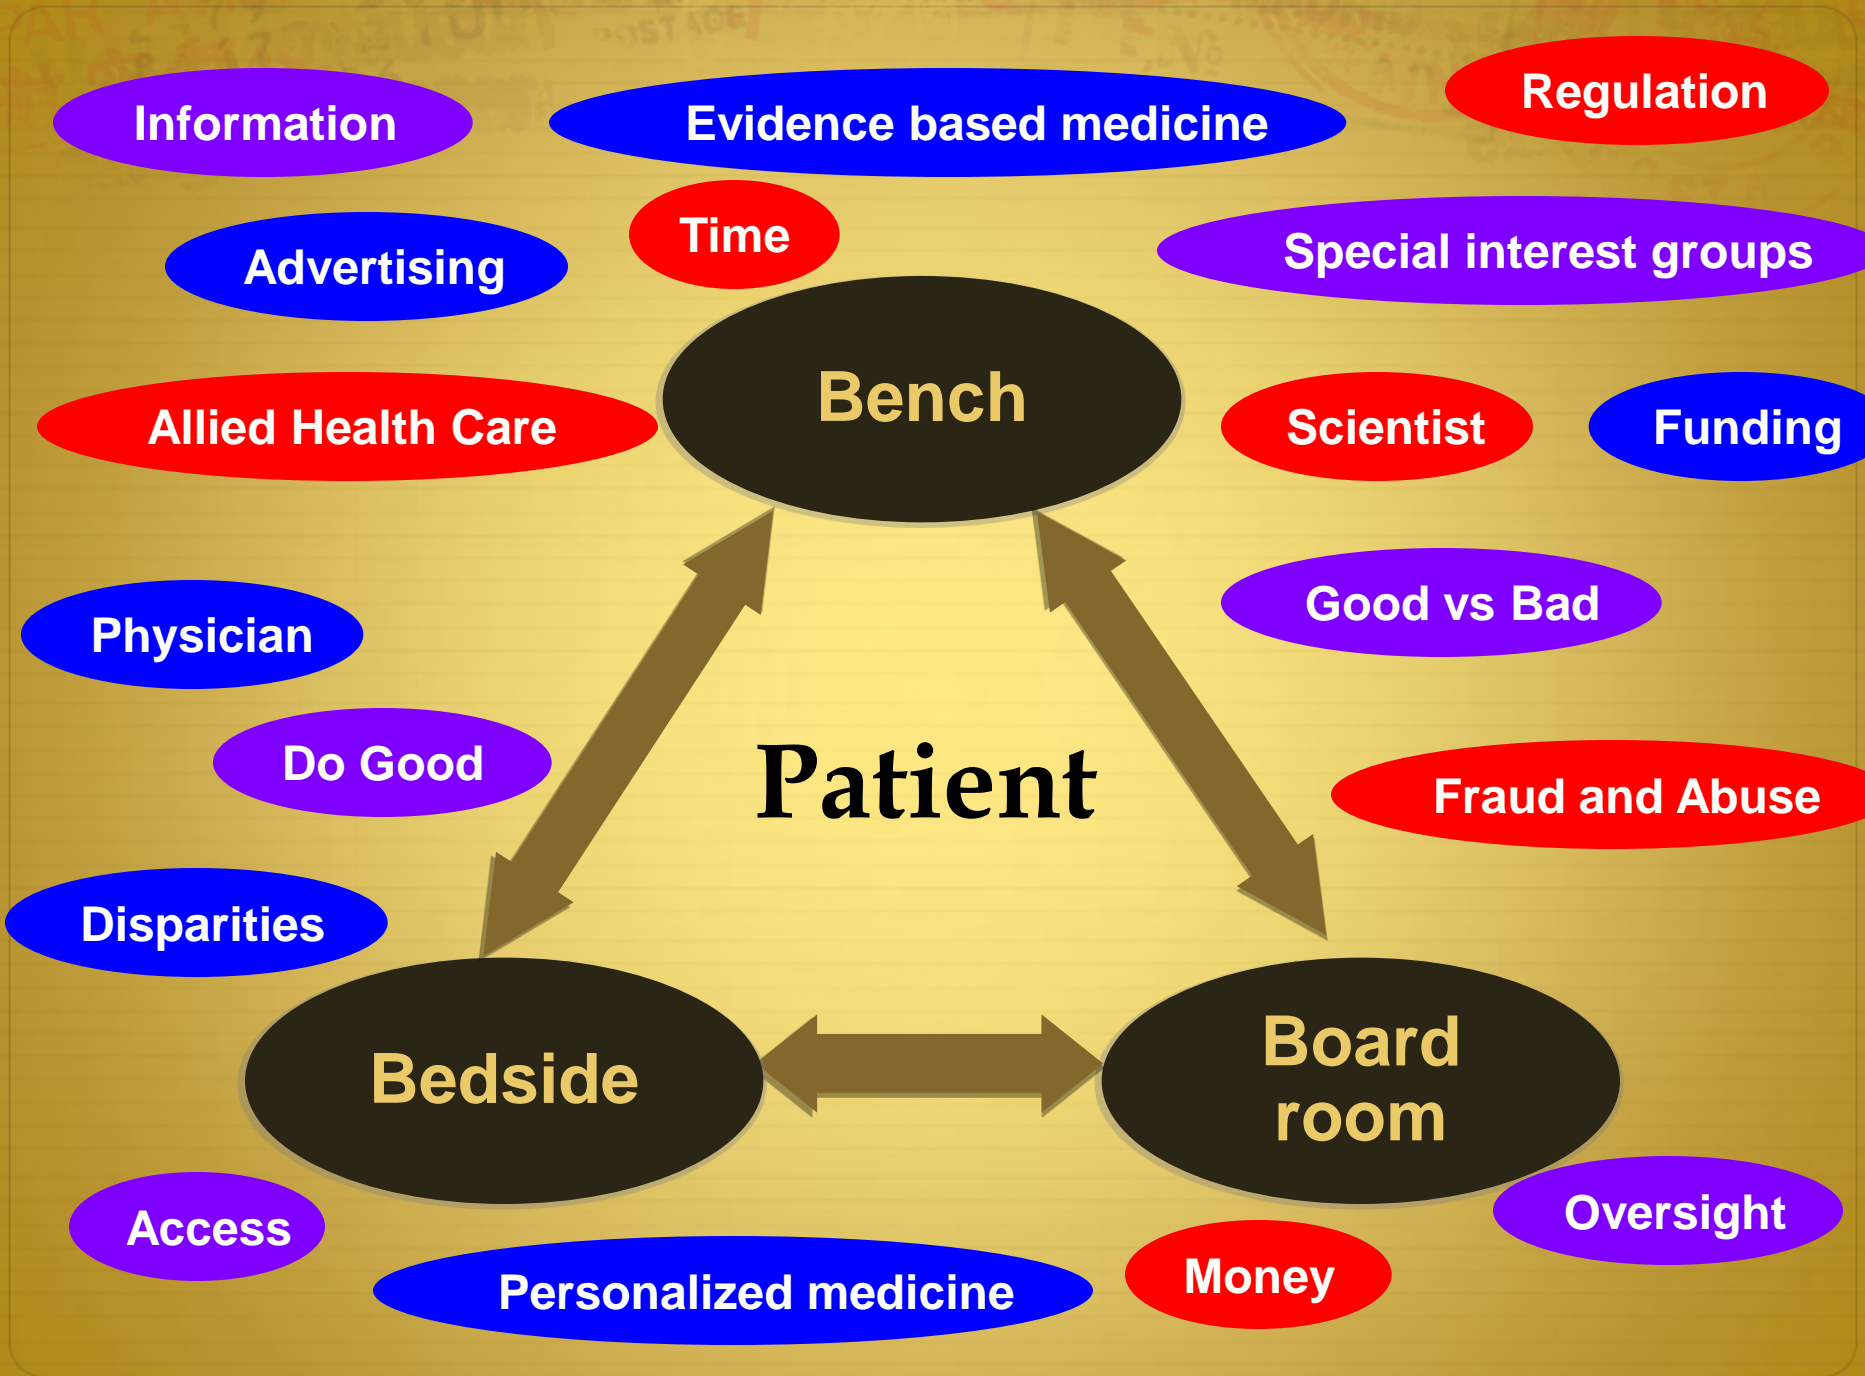 Regulation
Information
Evidence based medicine
Time
Special interest groups
Advertising
Bench
Allied Health Care
Scientist
Funding
Good vs Bad
Physician
Do Good
Patient
Fraud and Abuse
Disparities
Bedside
Board
room
Access
Oversight
Personalized medicine
Money